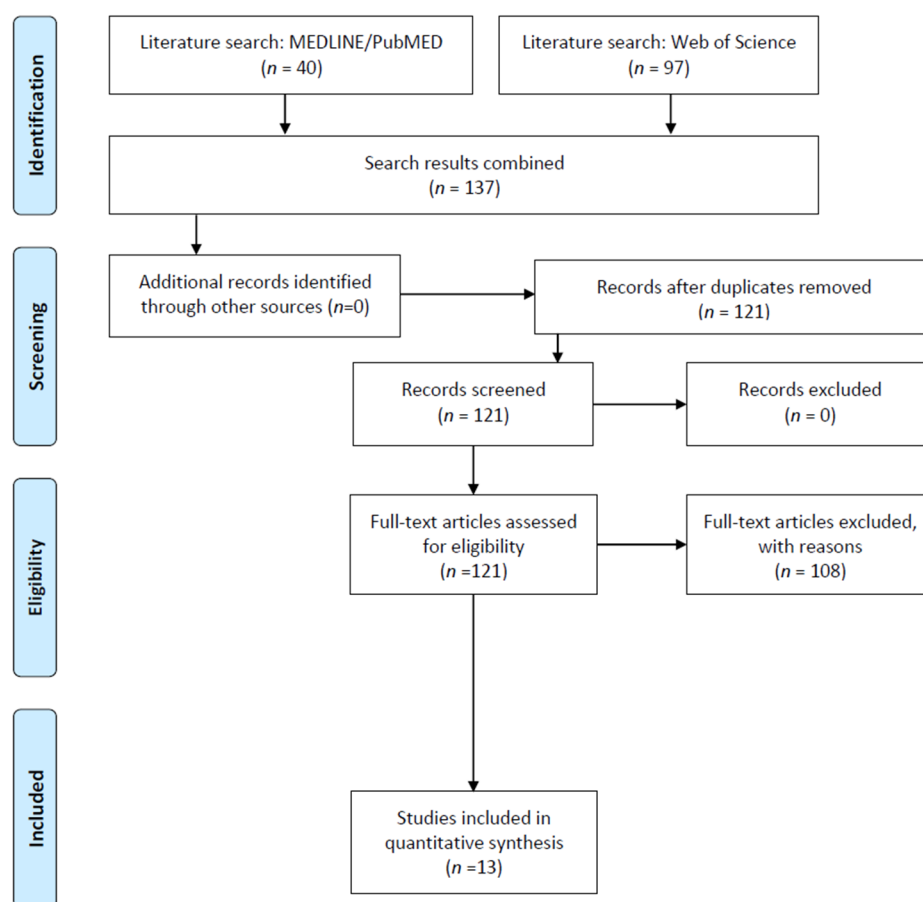 Identification
Literature search: MEDLINE/PubMED
(n = 40)
Literature search: Web of Science
(n = 97)
Search results combined
(n = 137)
Screening
Additional records identified
through other sources (n=0)
Records after duplicates removed
(n = 121)
Records screened
(n = 121)
Records excluded
(n = 0)
Eligibility
Full-text articles assessed
for eligibility
(n =121)
Full-text articles excluded,
with reasons
(n = 108)
Included
Studies included in
quantitative synthesis
(n =13)